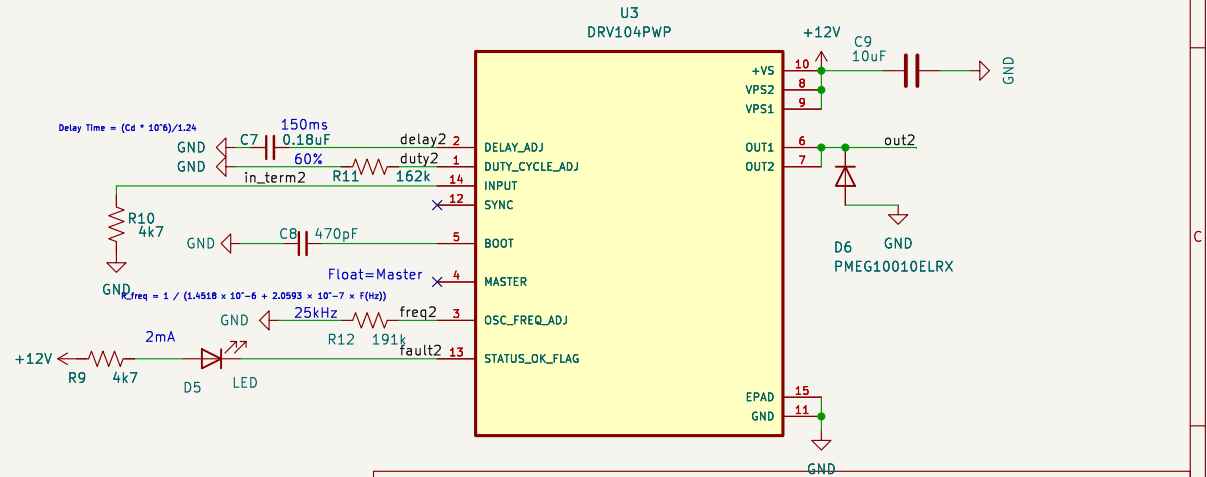 U3
DRV104PWP
+12V
C9
10uF
GND
+VS 10
VPS2 8
VPS1 9
Delay Time = (Cd * 10^6)/1.24
150ms
GND C7 0.18uF delay2 2 DELAY_ADJ
OUT1 6 out2
60%
GND R11 162k duty2 1 DUTY_CYCLE_ADJ
OUT2 7
in_term2 14 INPUT
12 SYNC
R10
4k7
GND
GND C8 470pF 5 BOOT
D6
PMEG10010ELRX
GND
Float=Master 4 MASTER
R_freq = 1 / (1.4518 x 10^-6 + 2.0593 × 10^-7 × F(Hz))
25kHz
GND R12 191k freq2 3 OSC_FREQ_ADJ
2mA
+12V R9 4k7 D5 LED fault2 13 STATUS_OK_FLAG
EPAD 15
GND 11
GND
C